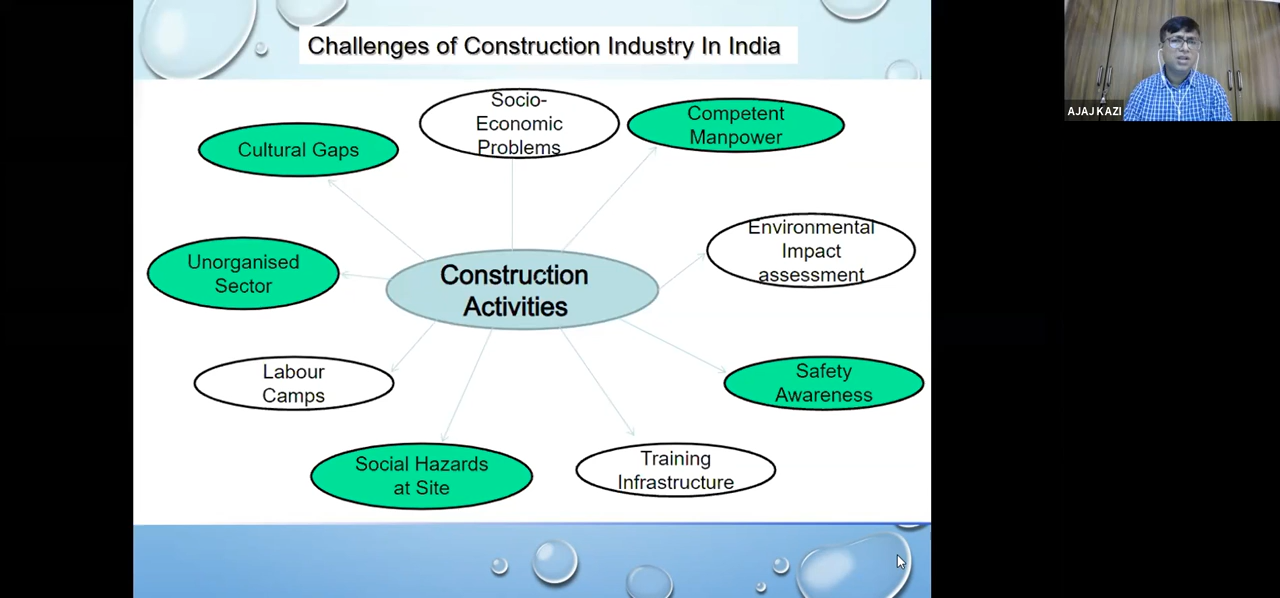 Challenges of Construction Industry In India
AJAJ KAZI
Socio-
Economic
Problems
Competent
Manpower
Cultural Gaps
Environmental
Impact
assessment
Unorganised
Sector
Construction
Activities
Labour
Camps
Safety
Awareness
Social Hazards
at Site
Training
Infrastructure